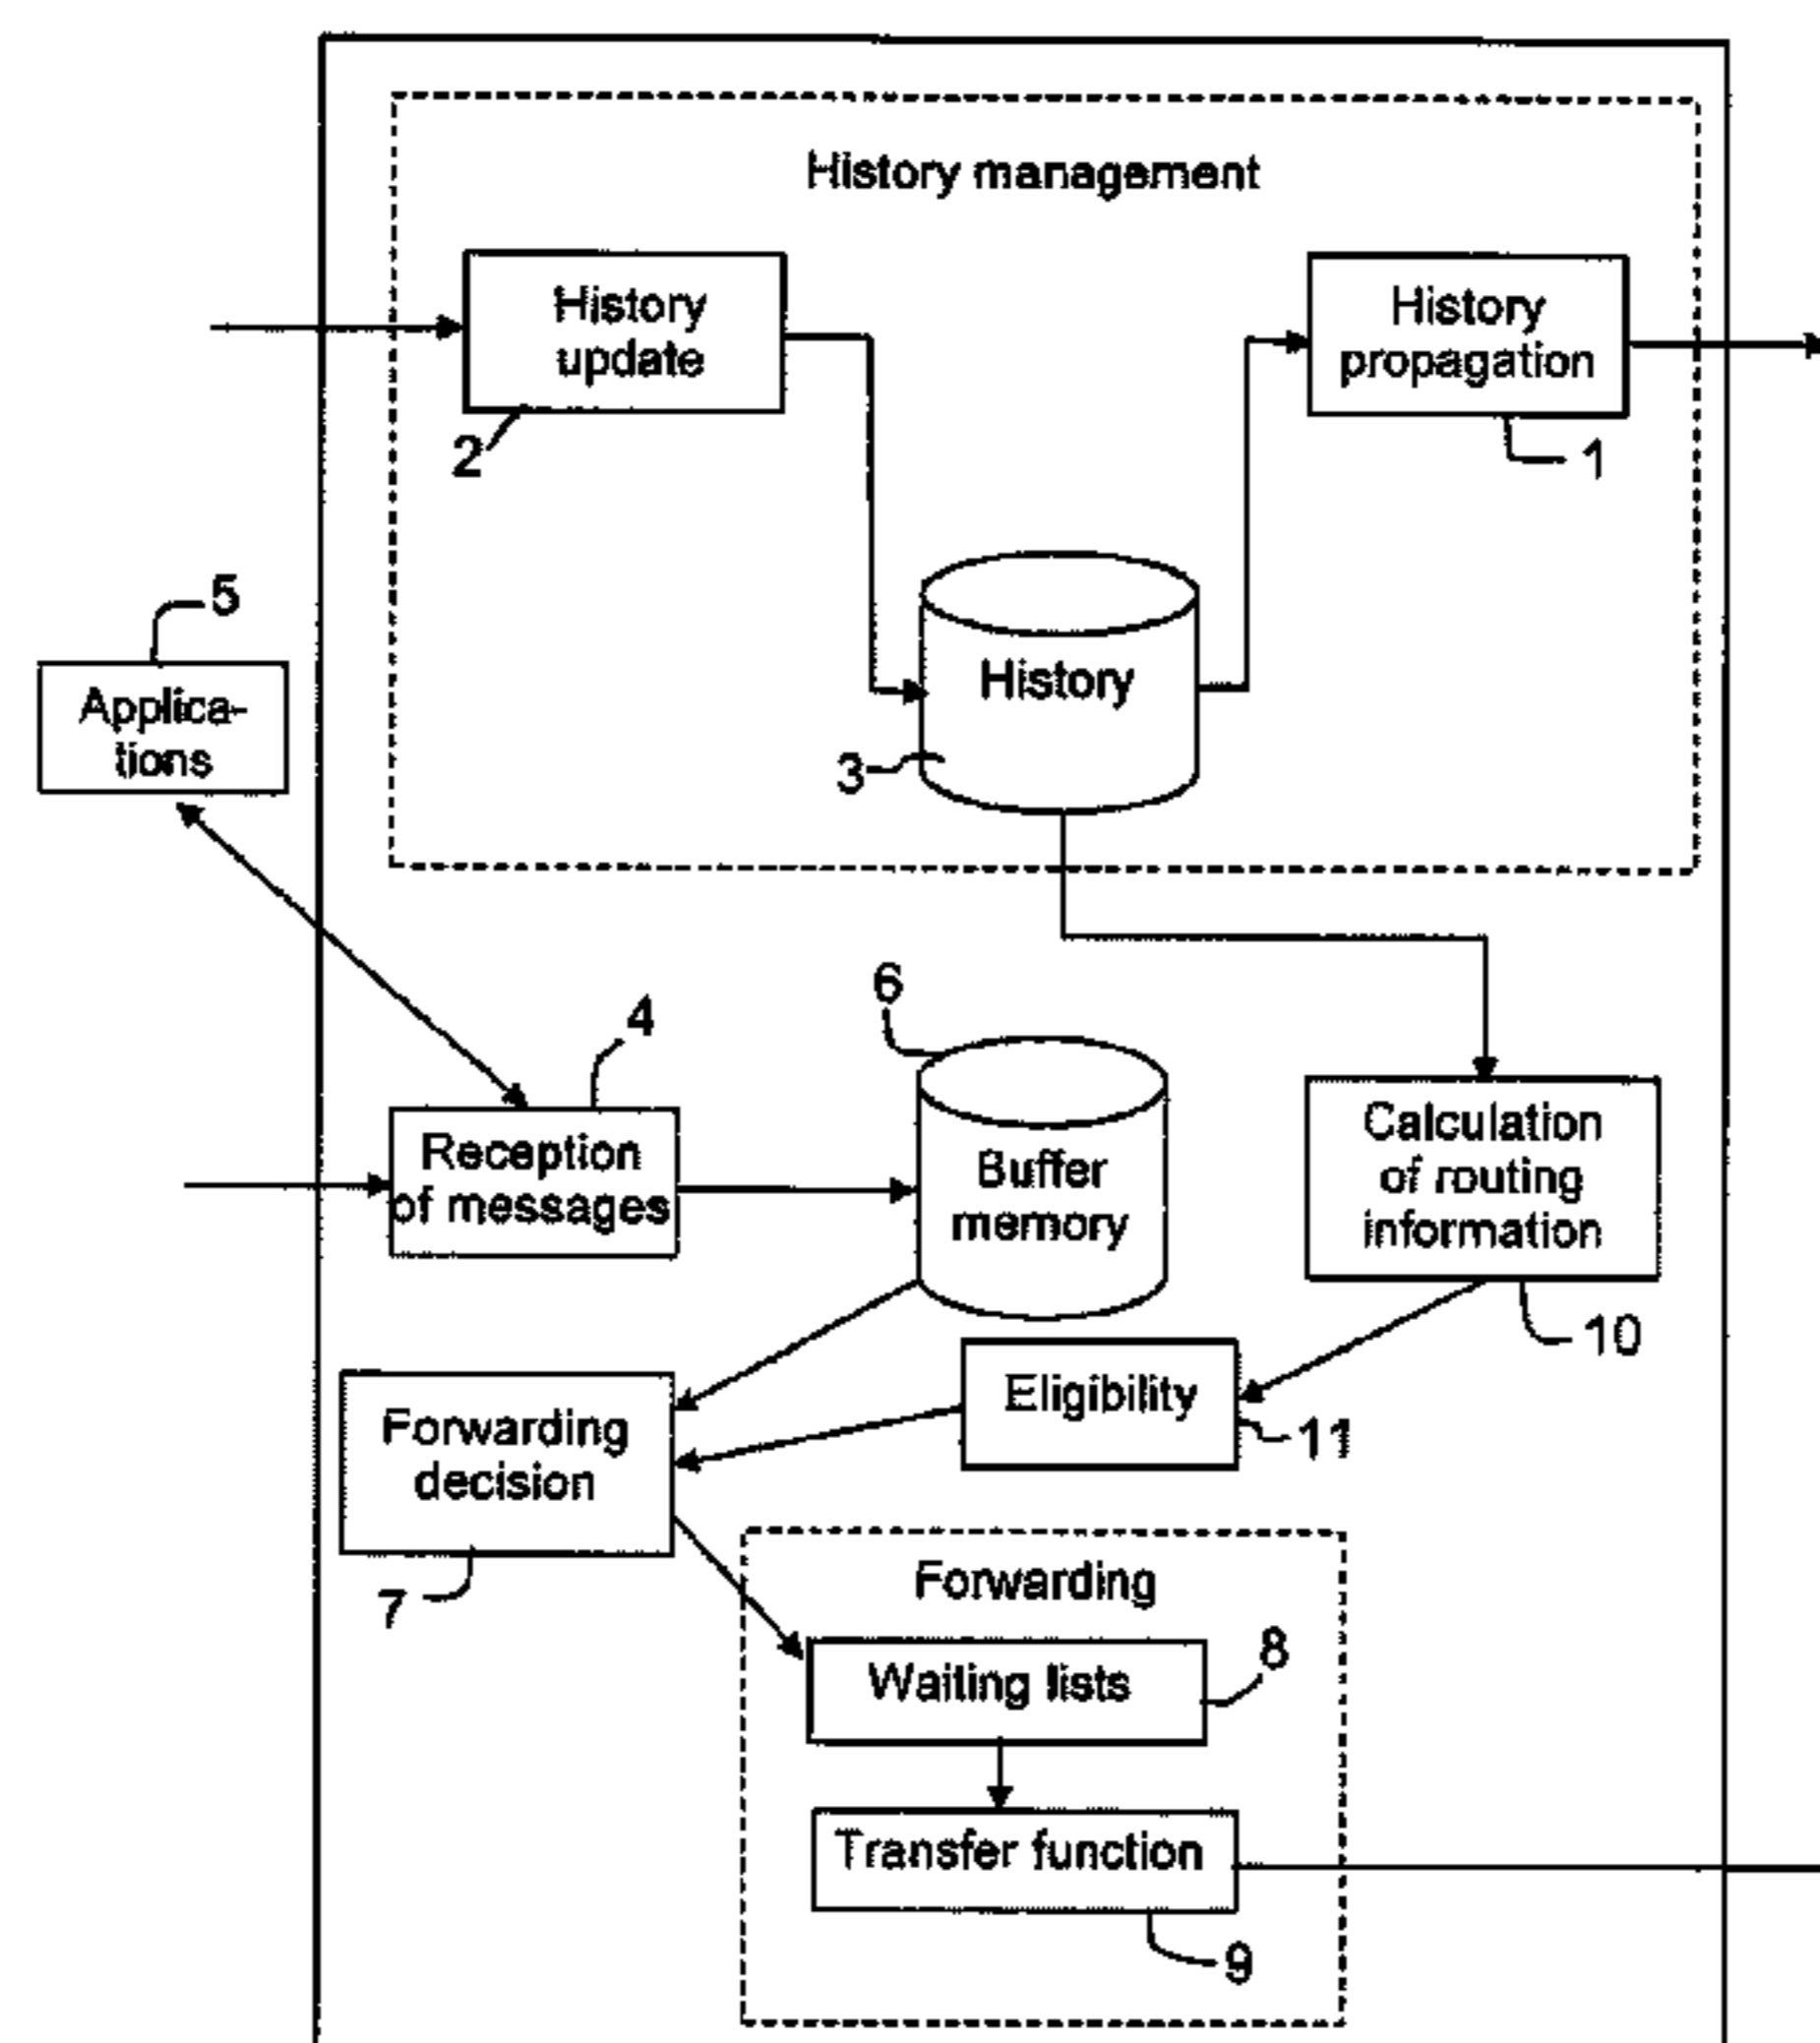 History management
History
update
2
History
propagation
1
5
Applica-
tions
History
3
6
4
Reception
of messages
Buffer
memory
Calculation
of routing
information
10
Eligibility
11
Forwarding
decision
7
Forwarding
Waiting lists
8
Transfer function
9